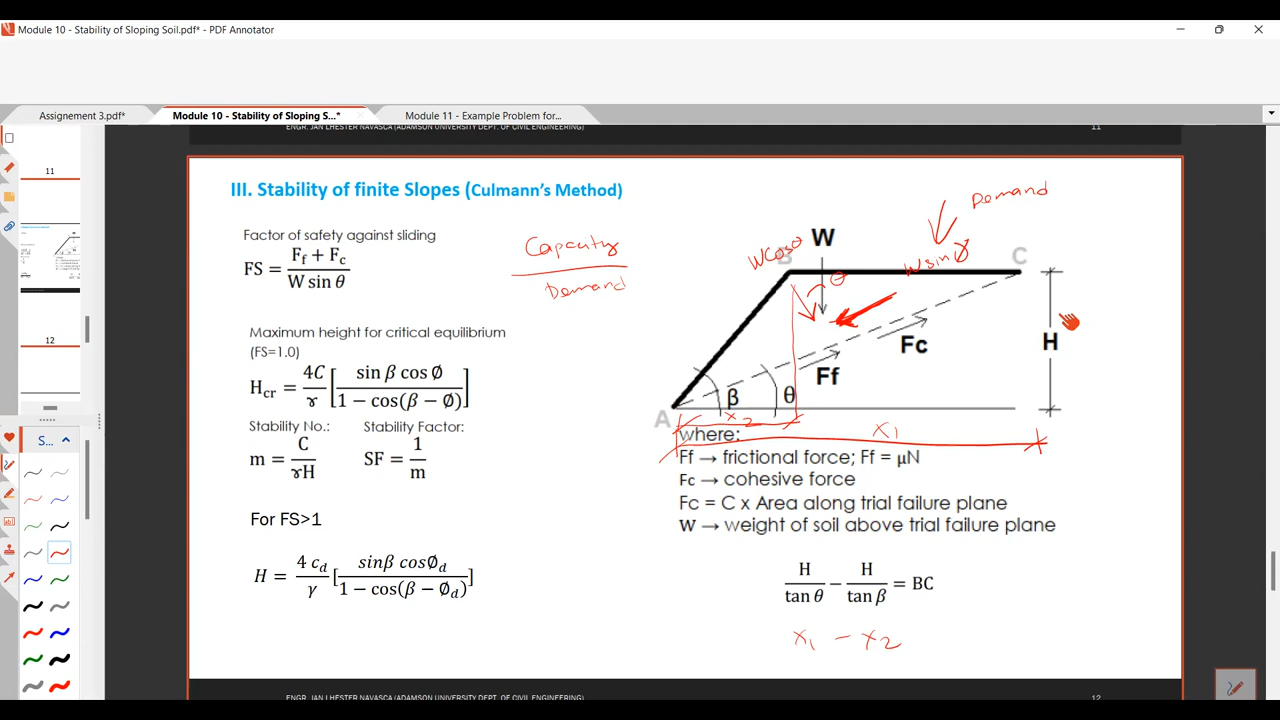 Module 10 - Stability of Sloping Soil.pdf* - PDF Annotator
Assignement 3.pdf*
Module 10 - Stability of Sloping S...*
Module 11 - Example Problem for...
ENGR. JAN LHESTER NAVASCA (ADAMSON UNIVERSITY DEPT. OF CIVIL ENGINEERING)
11
11
12
S...
III. Stability of finite Slopes (Culmann's Method)
Factor of safety against sliding
FS = (Ff + Fc) / (W sin θ)
Capacity
Demand
Maximum height for critical equilibrium
(FS=1.0)
Hcr = 4C/ɤ [sin β cos Ø / 1 − cos(β − Ø)]
Stability No.: Stability Factor:
m = C/ɤH SF = 1/m
For FS>1
H = 4 cd/γ [sinβ cosØd / 1 − cos(β − Ød)]
Demand
W
Wcosθ
B
C
Wsinθ
θ
H
Fc
Ff
β
θ
A
x2
x1
where:
Ff → frictional force; Ff = μN
Fc → cohesive force
Fc = C x Area along trial failure plane
W → weight of soil above trial failure plane
H/tan θ − H/tan β = BC
x1 − x2
ENGR. JAN LHESTER NAVASCA (ADAMSON UNIVERSITY DEPT. OF CIVIL ENGINEERING)
12